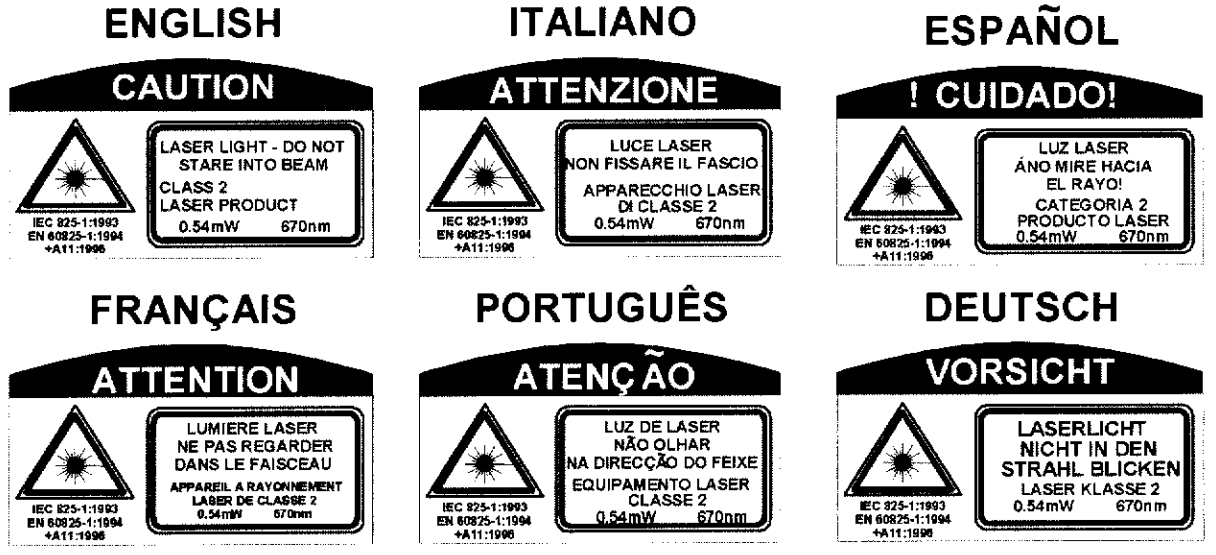 ENGLISH
CAUTION
LASER LIGHT - DO NOT
STARE INTO BEAM
CLASS 2
LASER PRODUCT
0.54mW 670nm
IEC 825-1:1993
EN 60825-1:1994
+A11:1996
ITALIANO
ATTENZIONE
LUCE LASER
NON FISSARE IL FASCIO
APPARECCHIO LASER
DI CLASSE 2
0.54mW 670nm
IEC 825-1:1993
EN 60825-1:1994
+A11:1996
ESPAÑOL
! CUIDADO!
LUZ LASER
ÁNO MIRE HACIA
EL RAYO!
CATEGORIA 2
PRODUCTO LASER
0.54mW 670nm
IEC 825-1:1993
EN 60825-1:1994
+A11:1996
FRANÇAIS
ATTENTION
LUMIERE LASER
NE PAS REGARDER
DANS LE FAISCEAU
APPAREIL A RAYONNEMENT
LASER DE CLASSE 2
0.54mW 670nm
IEC 825-1:1993
EN 60825-1:1994
+A11:1996
PORTUGUÊS
ATENÇÃO
LUZ DE LASER
NÃO OLHAR
NA DIRECÇÃO DO FEIXE
EQUIPAMENTO LASER
CLASSE 2
0.54mW 670nm
IEC 825-1:1993
EN 60825-1:1994
+A11:1996
DEUTSCH
VORSICHT
LASERLICHT
NICHT IN DEN
STRAHL BLICKEN
LASER KLASSE 2
0.54mW 670nm
IEC 825-1:1993
EN 60825-1:1994
+A11:1996